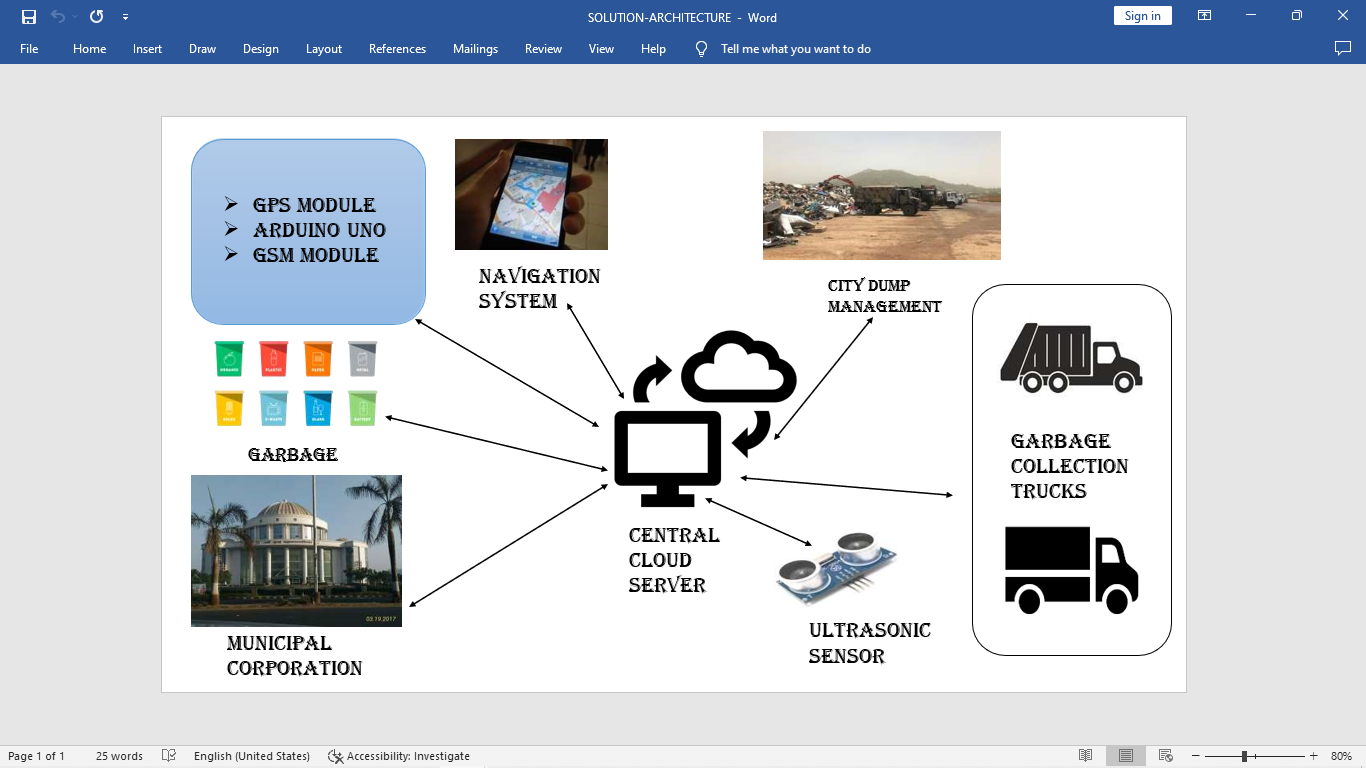 SOLUTION-ARCHITECTURE - Word
Sign in
File Home Insert Draw Design Layout References Mailings Review View Help Tell me what you want to do
GPS MODULE
ARDUINO UNO
GSM MODULE
NAVIGATION
SYSTEM
CITY DUMP
MANAGEMENT
GARBAGE
GARBAGE
COLLECTION
TRUCKS
CENTRAL
CLOUD
SERVER
ULTRASONIC
SENSOR
03.19.2017
MUNICIPAL
CORPORATION
Page 1 of 1 25 words English (United States) Accessibility: Investigate 80%